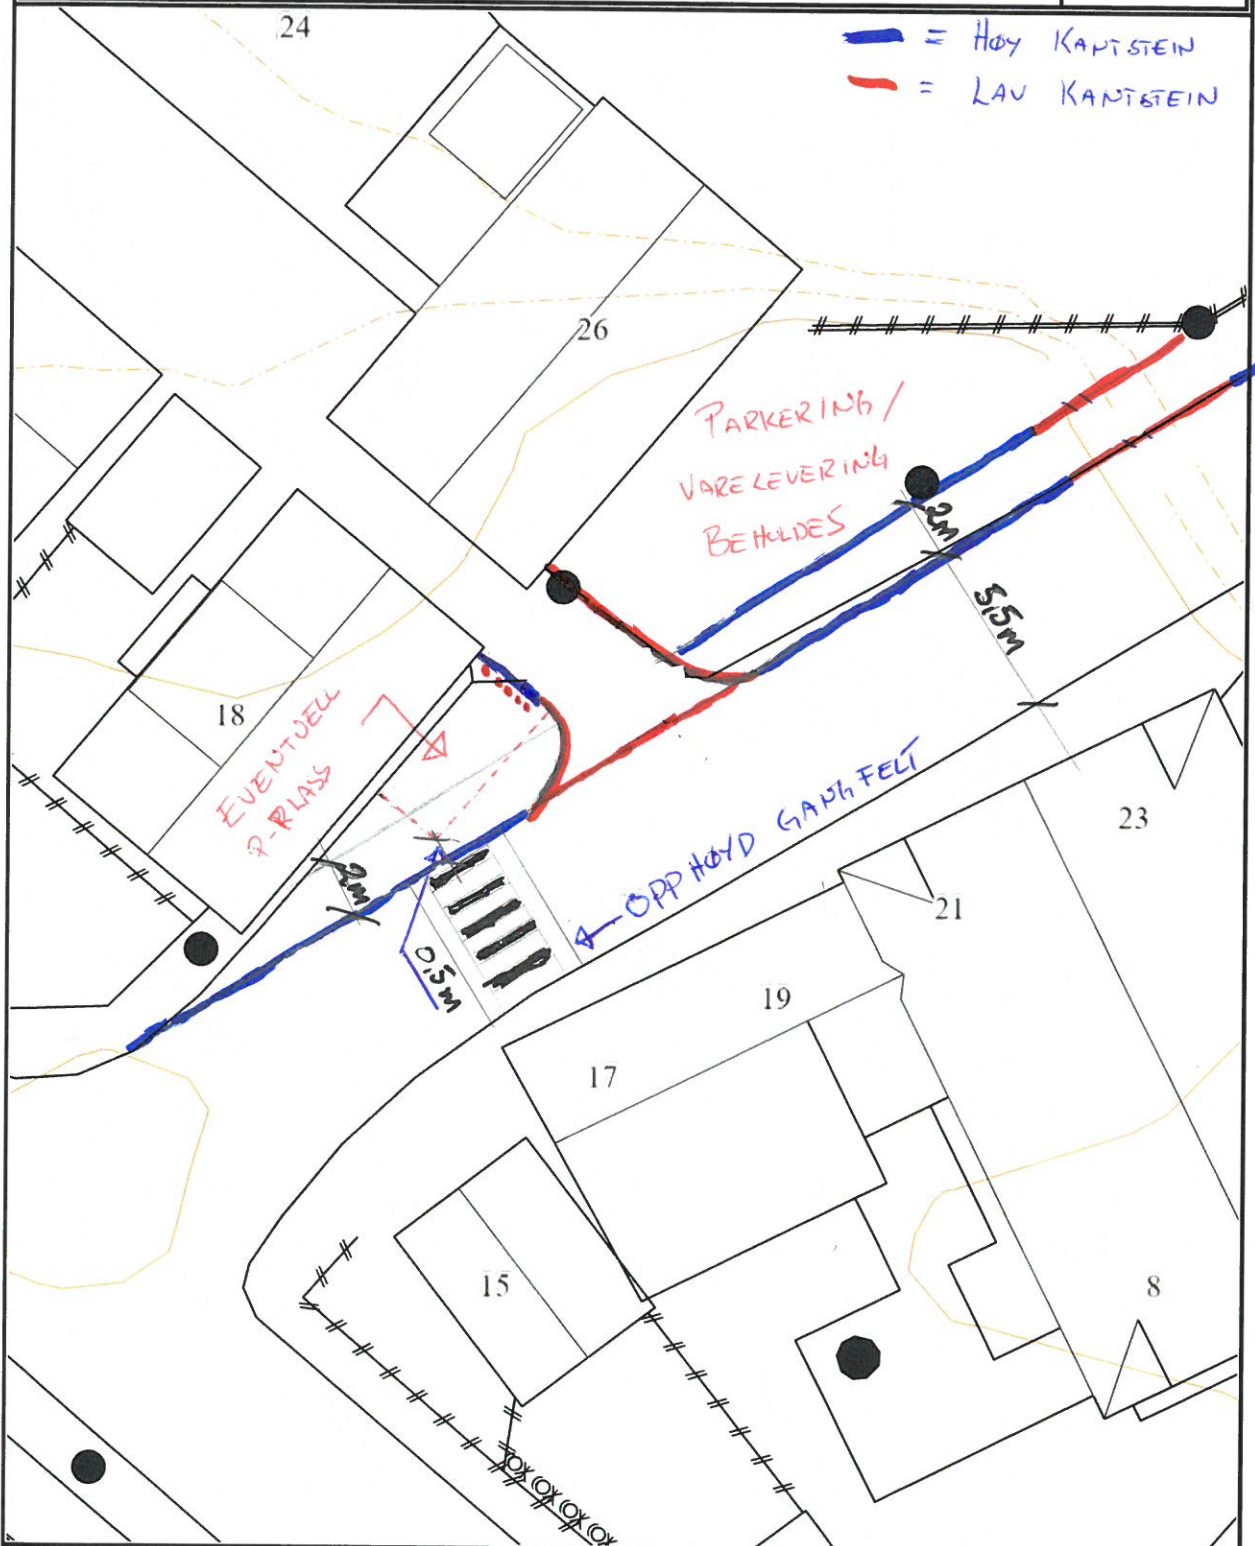 24
= HØY KANTSTEIN
= LAV KANTSTEIN
26
PARKERING /
VARELEVERING
BEHOLDES
2m
5,5m
18
EVENTUELL
P-PLASS
2m
0,5m
OPPHØYD GANGFELT
23
21
19
17
15
8